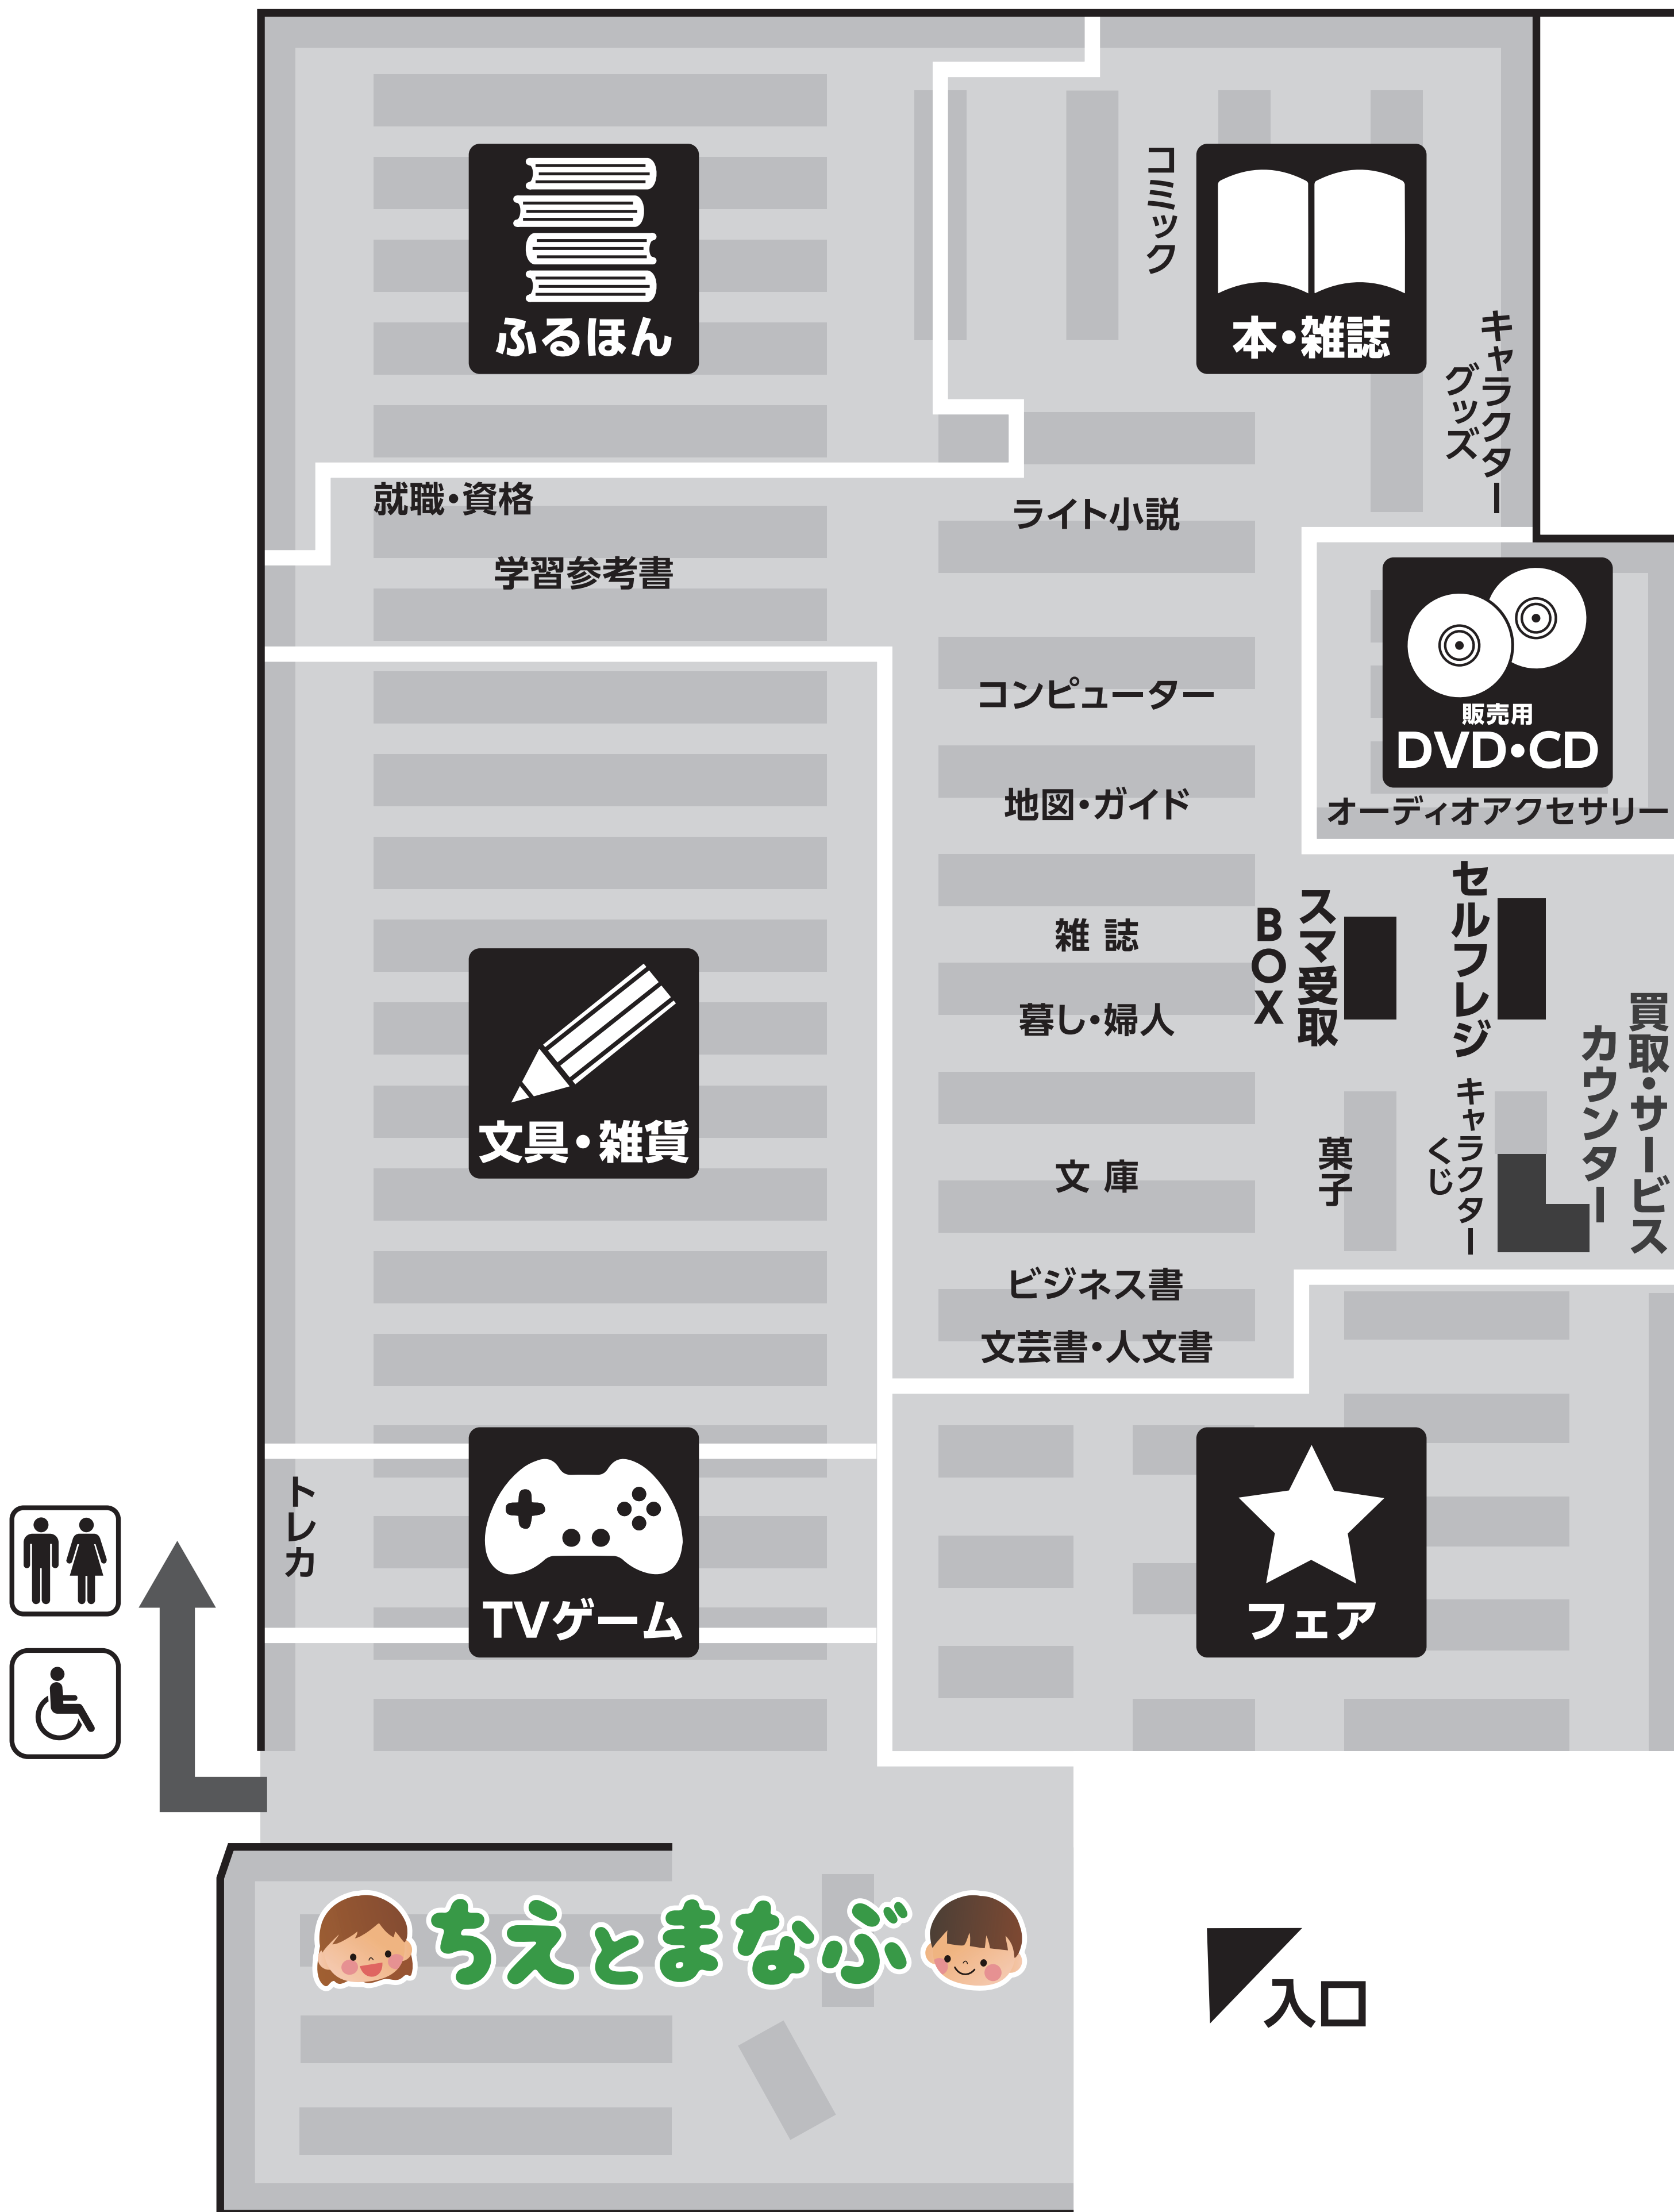 ふるほん
コミック
本・雑誌
キャラクター
グッズ
就職・資格
ライト小説
学習参考書
コンピューター
販売用
DVD・CD
地図・ガイド
オーディオアクセサリー
雑 誌
スマ受取
BOX
セルフレジ
暮し・婦人
買取・サービス
カウンター
文具・雑貨
文 庫
菓子
キャラクター
くじ
ビジネス書
文芸書・人文書
トレカ
TVゲーム
フェア
ちえとまなぶ
入口